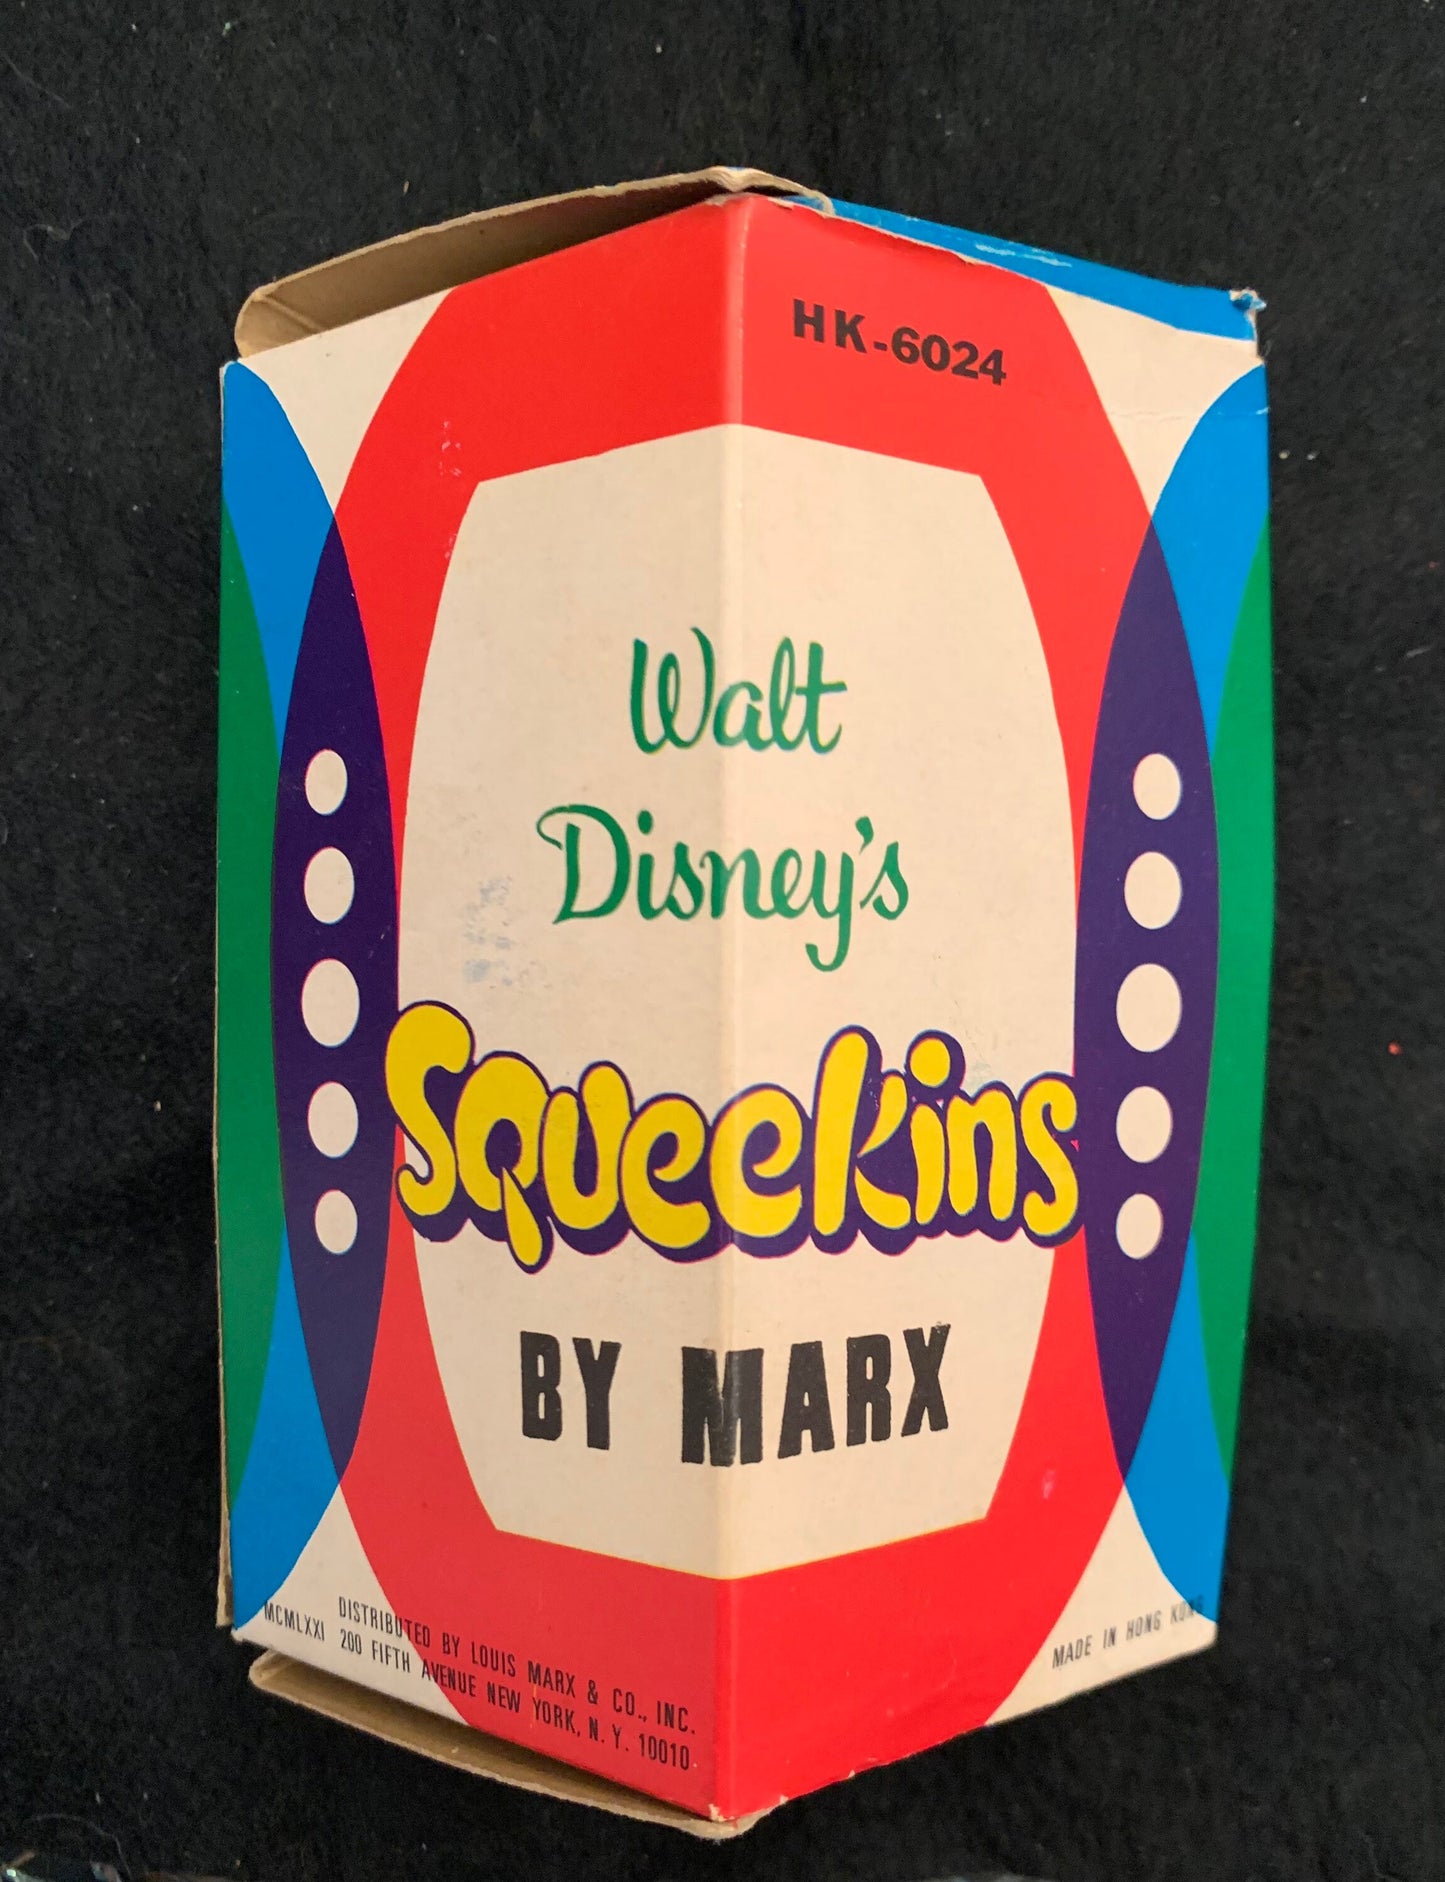 HK-6024
Walt
Disney's
Squeekins
BY MARX
MCMLXXI
DISTRIBUTED BY LOUIS MARX & CO., INC.
200 FIFTH AVENUE NEW YORK, N. Y. 10010
MADE IN HONG KONG